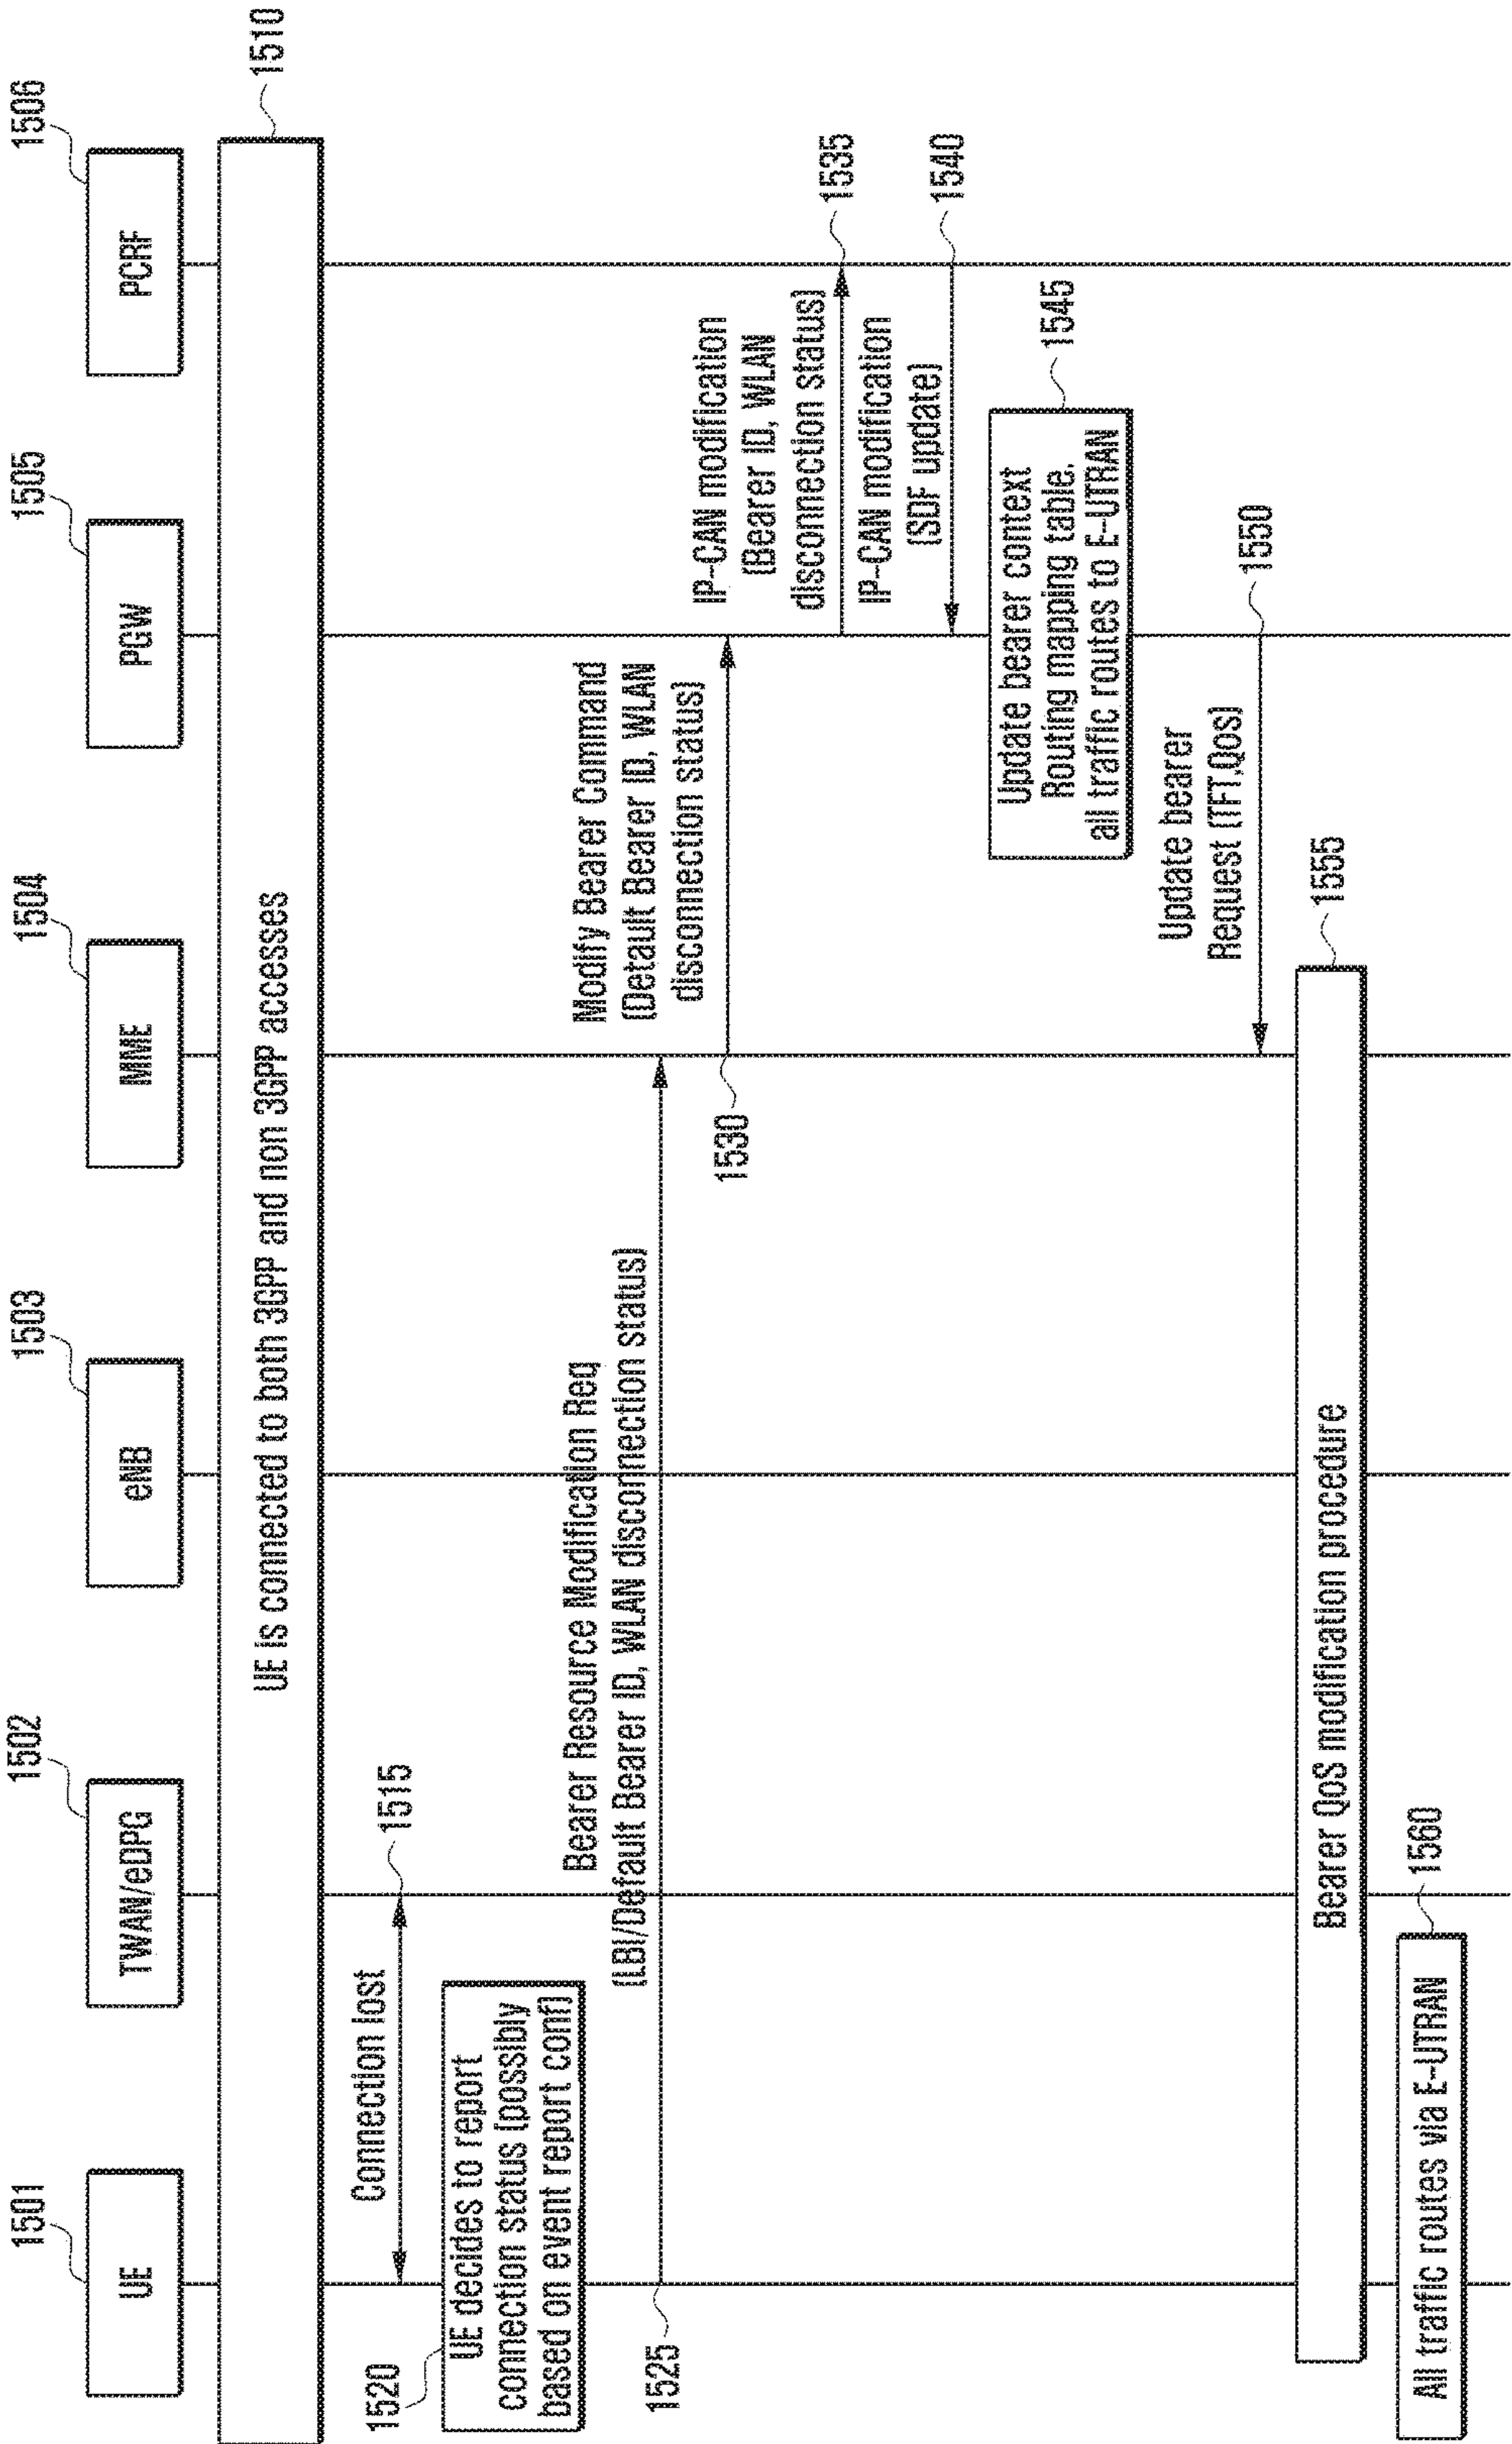 1501
1502
1503
1504
1505
1506
UE
TWAN/eDPG
eNB
MME
PGW
PCRF
UE is connected to both 3GPP and non 3GPP accesses
1510
Connection lost
1515
1520
UE decides to report
connection status (possibly
based on event report conf)
Bearer Resource Modification Req
(LBI/Default Bearer ID, WLAN disconnection status)
1525
Modify Bearer Command
(Detault Bearer ID, WLAN
disconnection status)
1530
IP-CAN modification
(Bearer ID, WLAN
disconnection status)
1535
IP-CAN modification
(SDF update)
1540
Update bearer context
Routing mapping table,
all traffic routes to E-UTRAN
1545
Update bearer
Request (TFT,Qos)
1550
Bearer QoS modification procedure
1555
All traffic routes via E-UTRAN
1560